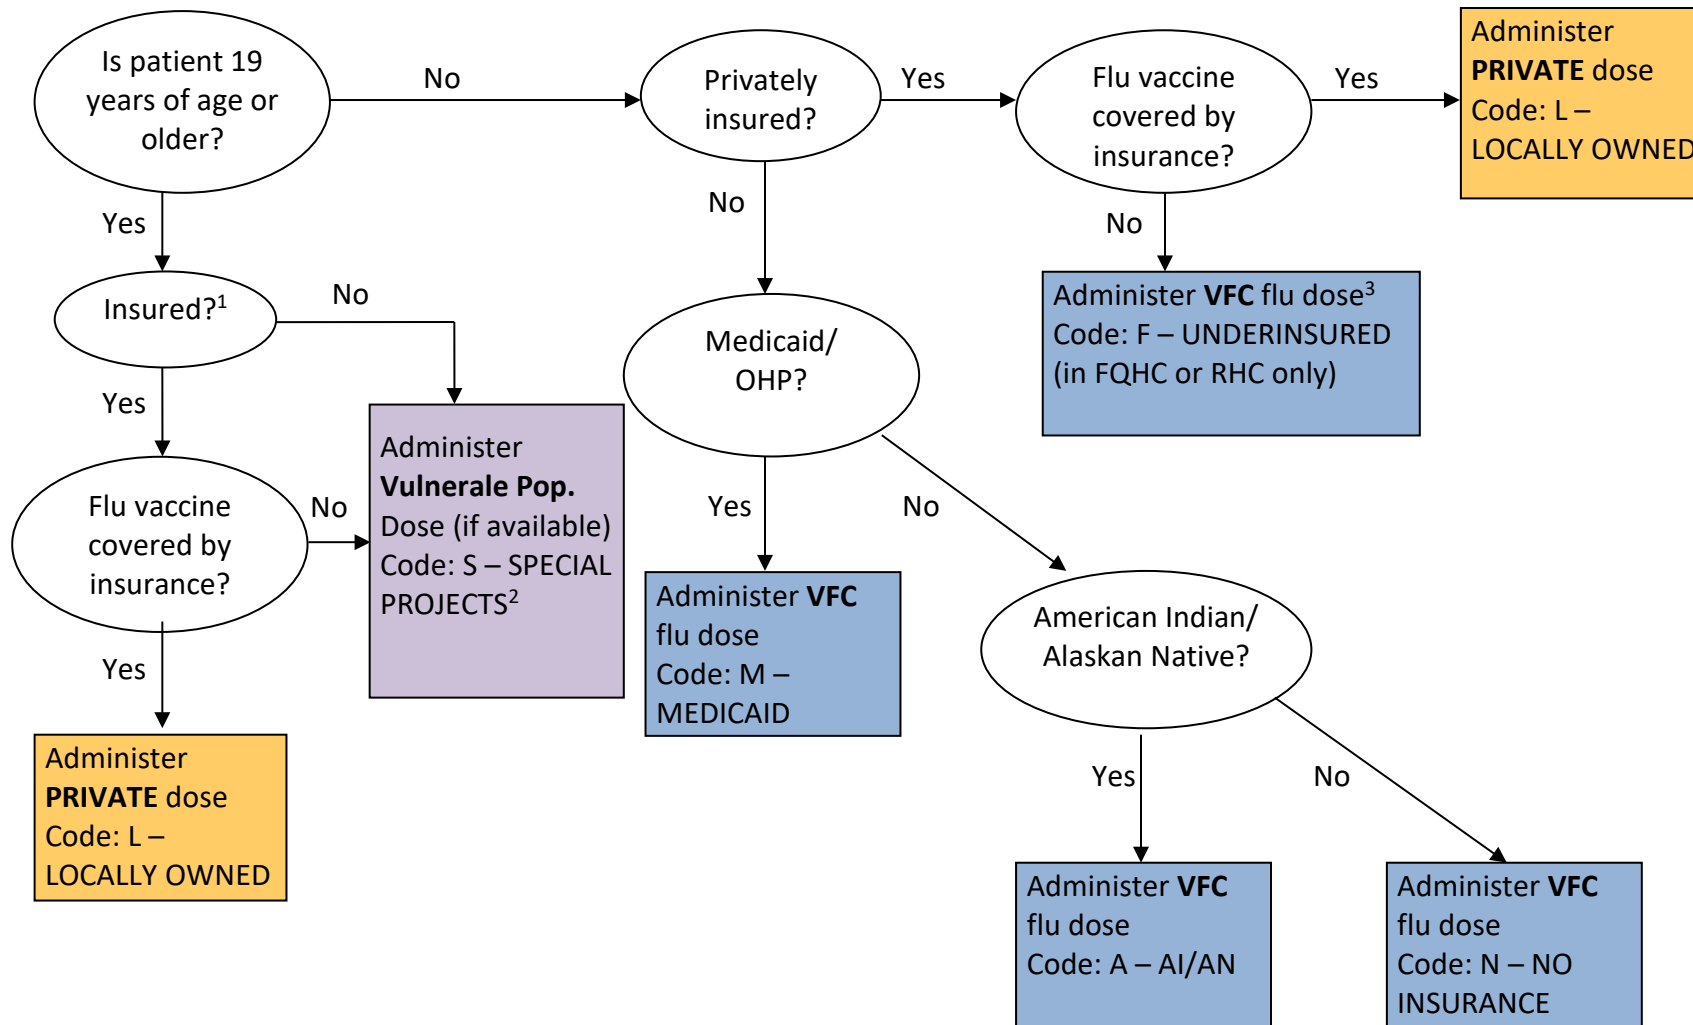 Is patient 19
years of age or
older?
No
Privately
insured?
Yes
Flu vaccine
covered by
insurance?
Yes
Administer
PRIVATE dose
Code: L –
LOCALLY OWNED
Yes
No
No
Insured?1
No
Administer VFC flu dose3
Code: F – UNDERINSURED
(in FQHC or RHC only)
Medicaid/
OHP?
Yes
Administer
Vulnerale Pop.
Dose (if available)
Code: S – SPECIAL
PROJECTS2
Flu vaccine
covered by
insurance?
No
Yes
No
Administer VFC
flu dose
Code: M –
MEDICAID
American Indian/
Alaskan Native?
Yes
Administer
PRIVATE dose
Code: L –
LOCALLY OWNED
Yes
No
Administer VFC
flu dose
Code: A – AI/AN
Administer VFC
flu dose
Code: N – NO
INSURANCE